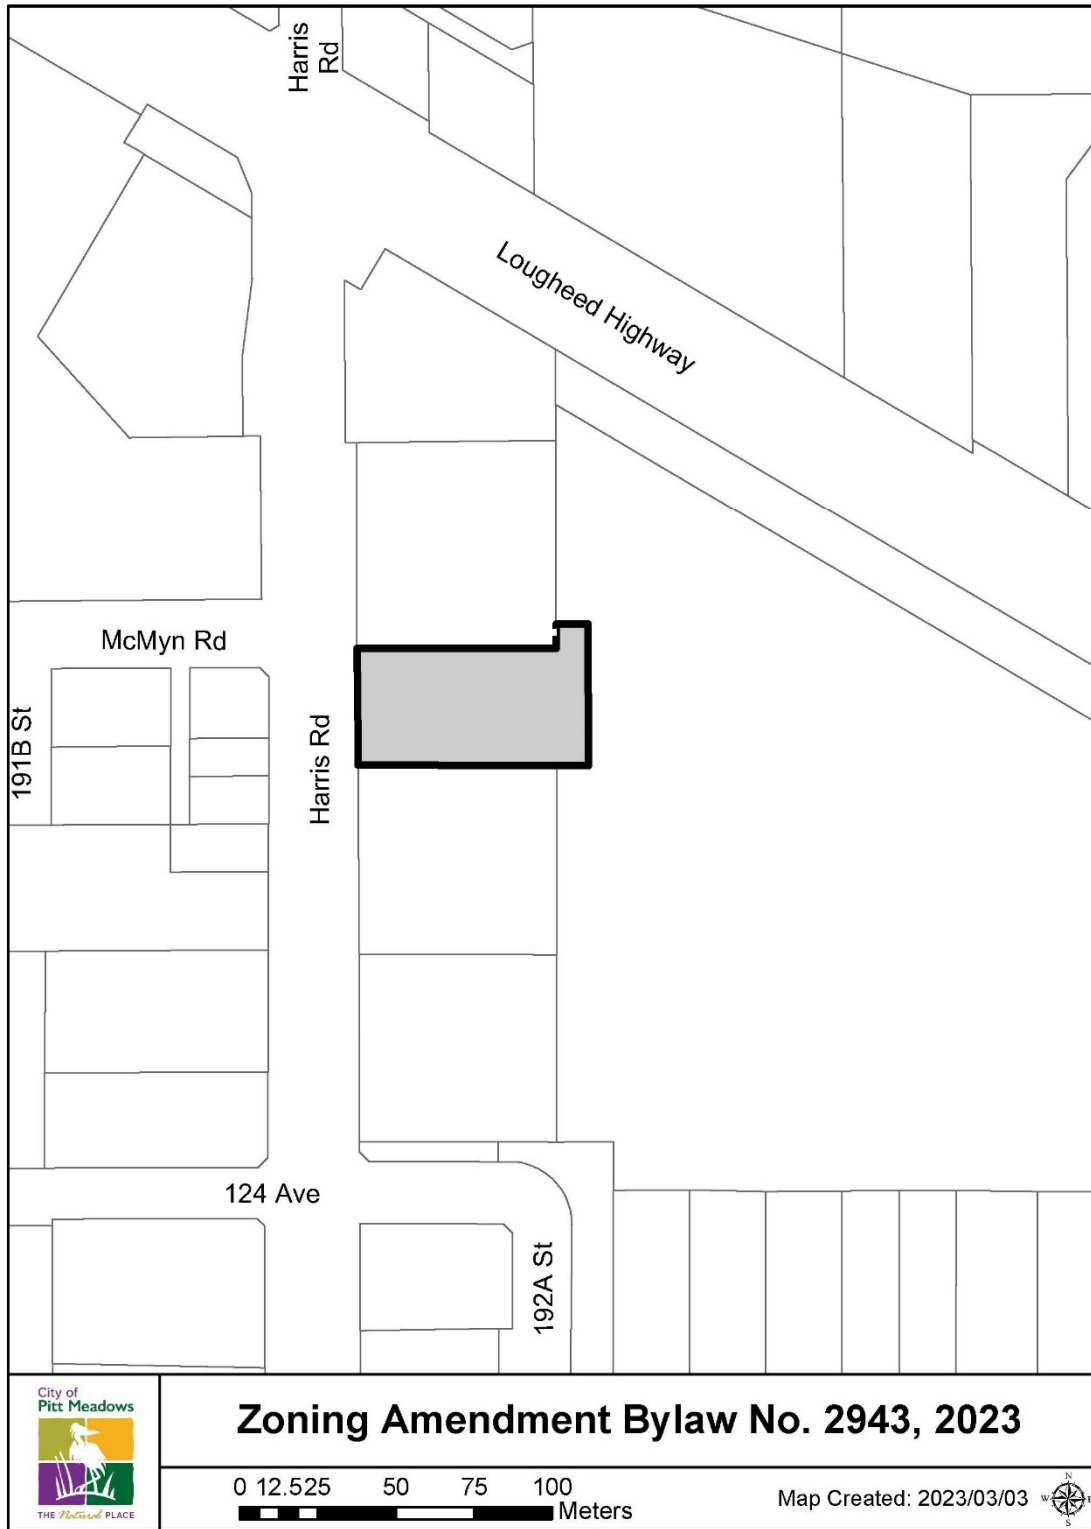 Harris
Rd
Lougheed Highway
McMyn Rd
191B St
Harris Rd
124 Ave
192A St
City of
Pitt Meadows
THE Natural PLACE
Zoning Amendment Bylaw No. 2943, 2023
0 12.525 50 75 100
Meters
Map Created: 2023/03/03
N
W E
S